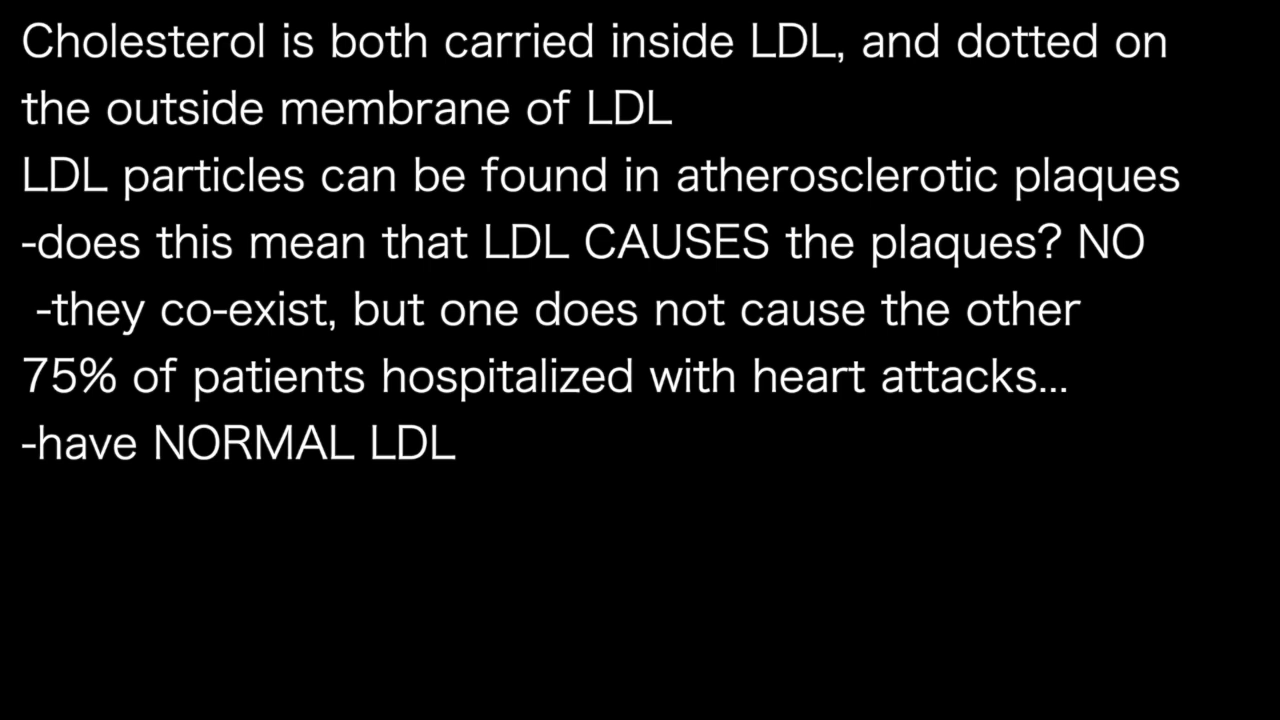 Cholesterol is both carried inside LDL, and dotted on
the outside membrane of LDL
LDL particles can be found in atherosclerotic plaques
-does this mean that LDL CAUSES the plaques? NO
-they co-exist, but one does not cause the other
75% of patients hospitalized with heart attacks...
-have NORMAL LDL